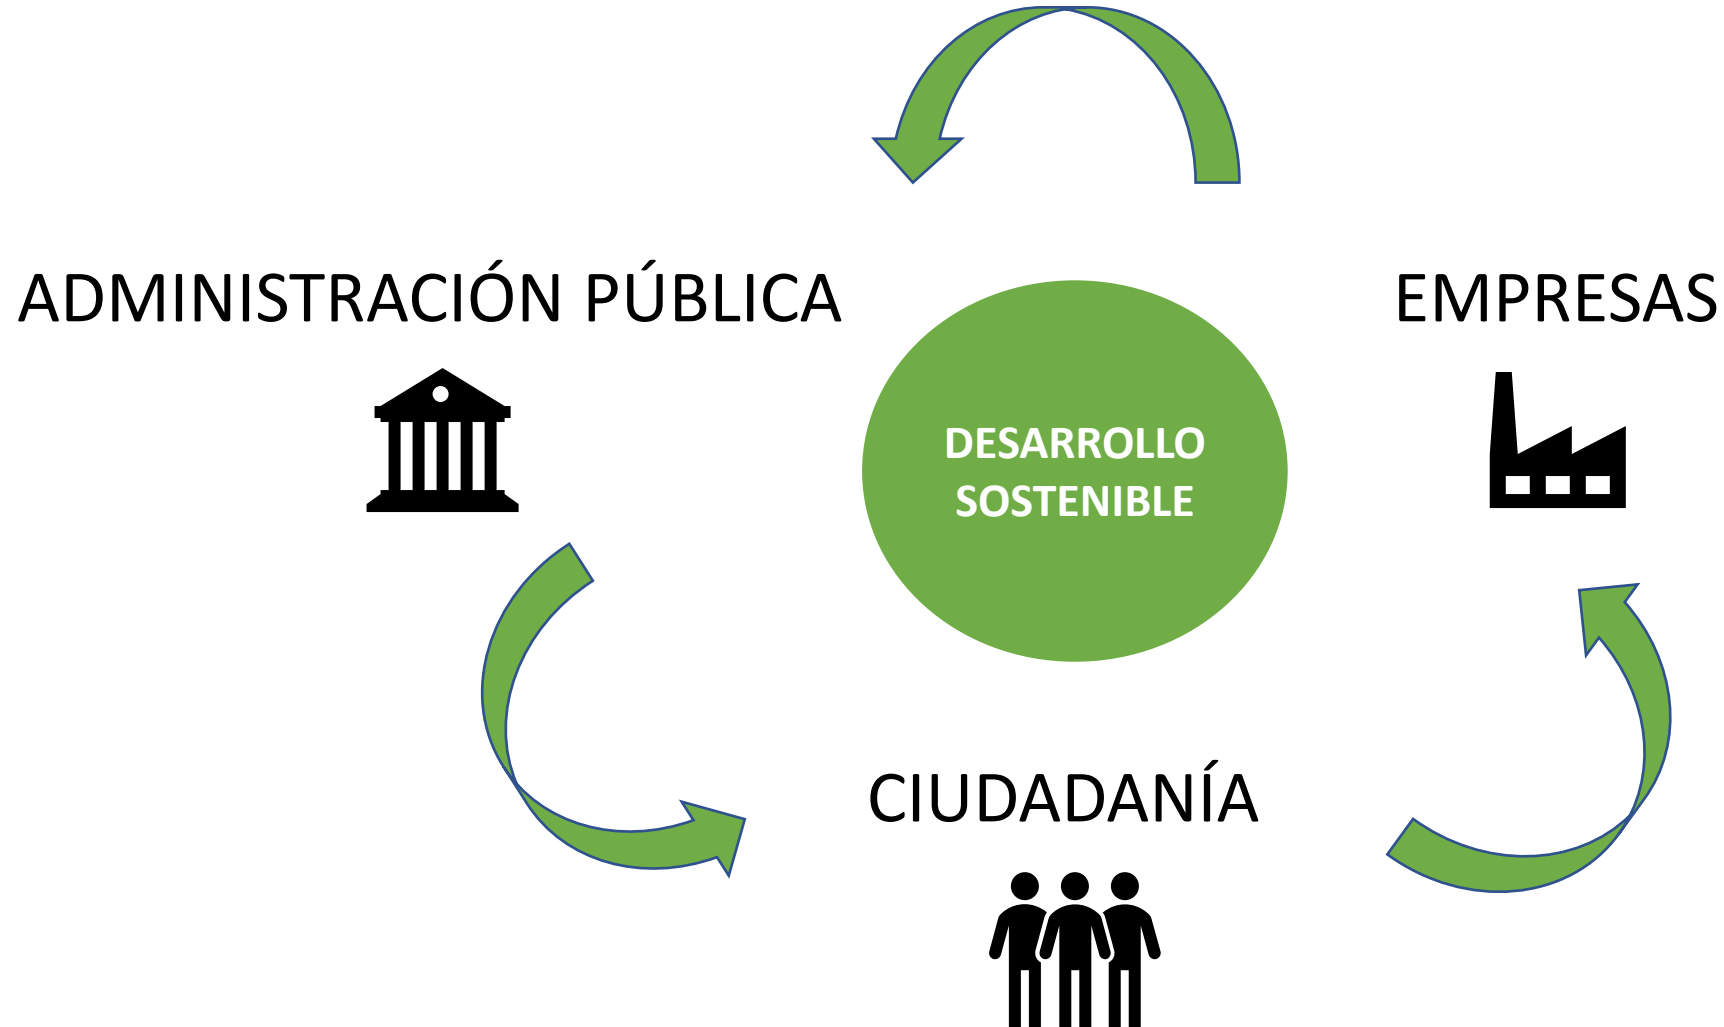 ADMINISTRACIÓN PÚBLICA
EMPRESAS
DESARROLLO
SOSTENIBLE
CIUDADANÍA